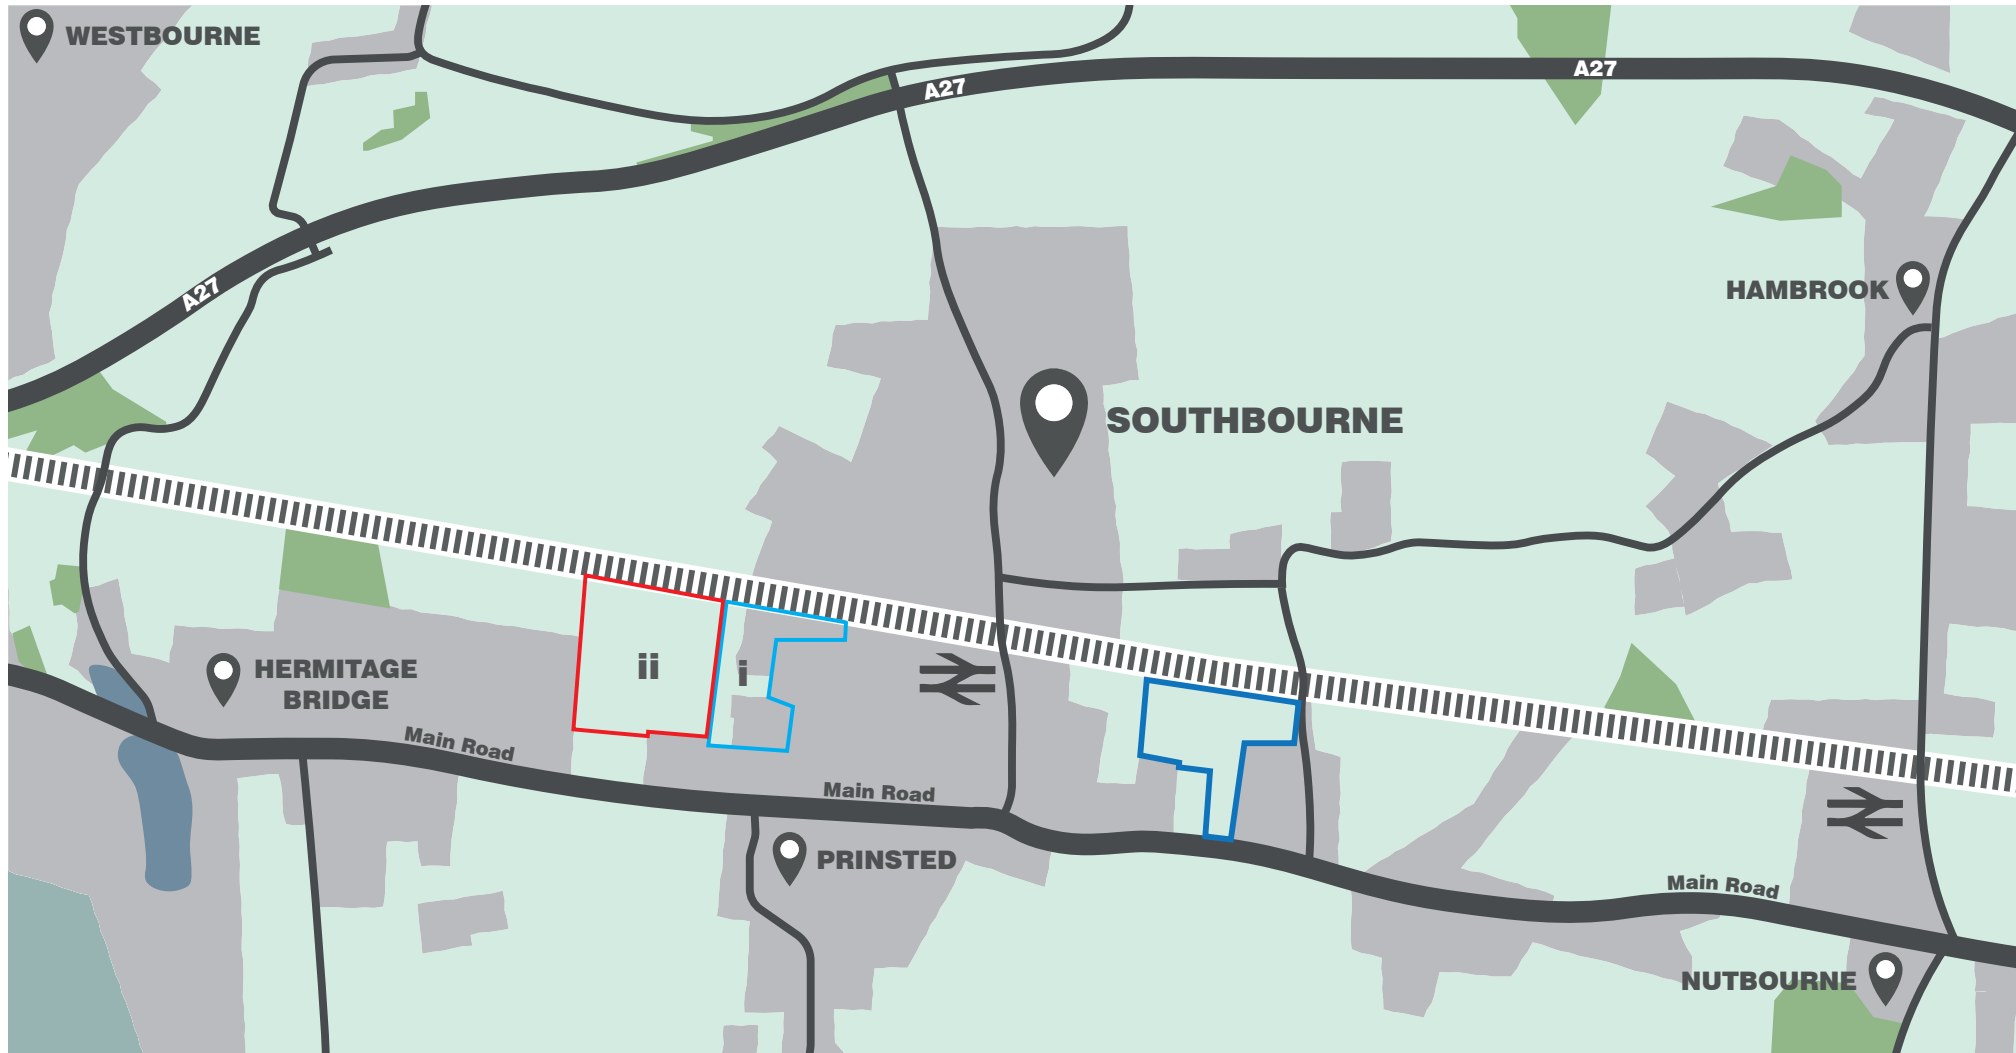 WESTBOURNE
A27
A27
A27
HAMBROOK
SOUTHBOURNE
HERMITAGE
BRIDGE
ii
i
Main Road
Main Road
PRINSTED
Main Road
NUTBOURNE